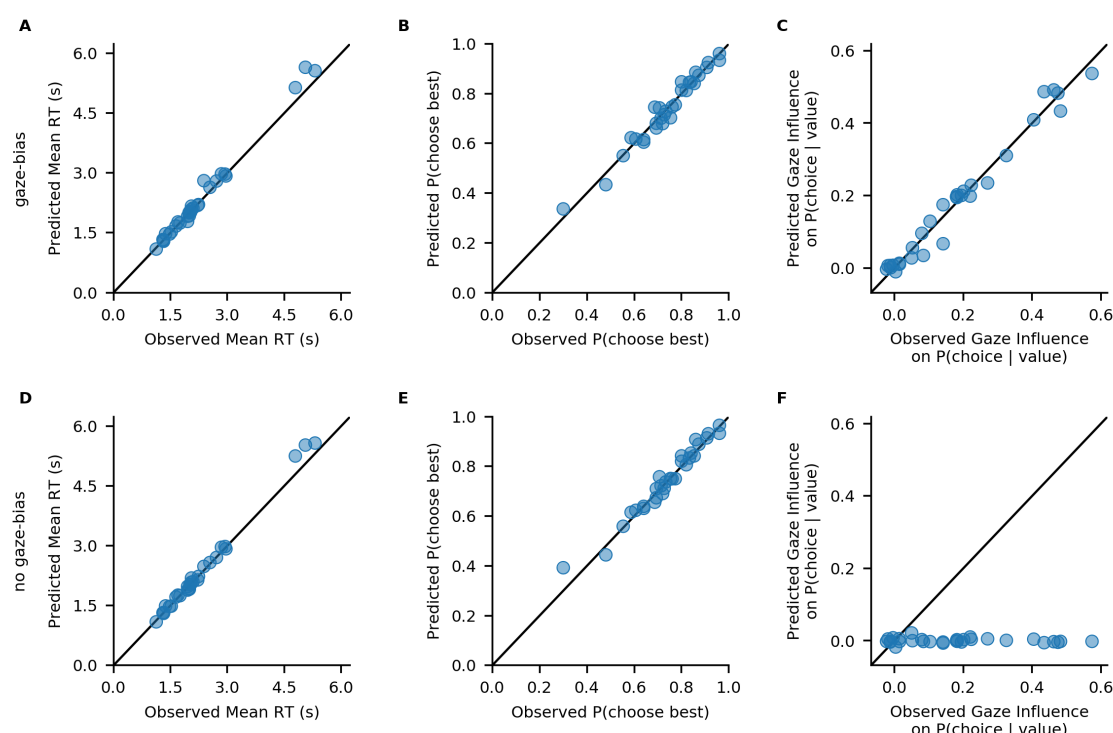 A
B
C
gaze-bias
Predicted Mean RT (s)
6.0
4.5
3.0
1.5
0.0
0.0 1.5 3.0 4.5 6.0
Observed Mean RT (s)
Predicted P(choose best)
1.0
0.8
0.6
0.4
0.2
0.0
0.0 0.2 0.4 0.6 0.8 1.0
Observed P(choose best)
Predicted Gaze Influence
on P(choice | value)
0.6
0.4
0.2
0.0
0.0 0.2 0.4 0.6
Observed Gaze Influence
on P(choice | value)
D
E
F
no gaze-bias
Predicted Mean RT (s)
6.0
4.5
3.0
1.5
0.0
0.0 1.5 3.0 4.5 6.0
Observed Mean RT (s)
Predicted P(choose best)
1.0
0.8
0.6
0.4
0.2
0.0
0.0 0.2 0.4 0.6 0.8 1.0
Observed P(choose best)
Predicted Gaze Influence
on P(choice | value)
0.6
0.4
0.2
0.0
0.0 0.2 0.4 0.6
Observed Gaze Influence
on P(choice | value)